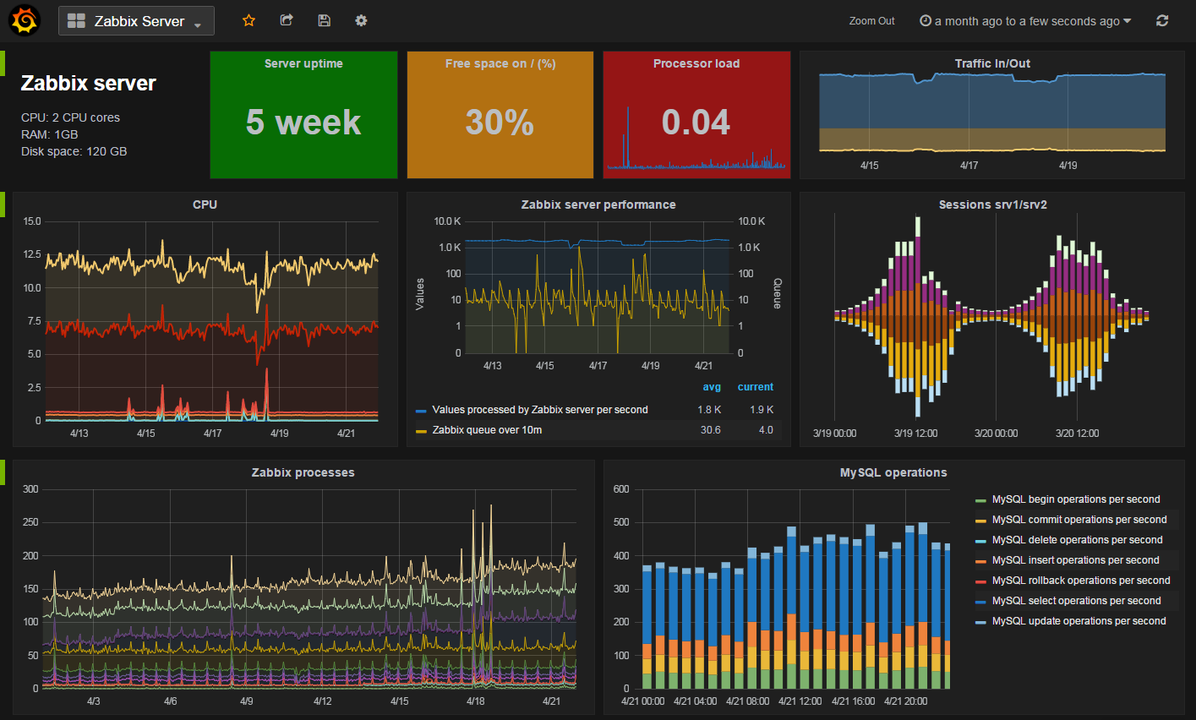 Zabbix Server
Zoom Out
a month ago to a few seconds ago
Zabbix server
CPU: 2 CPU cores
RAM: 1GB
Disk space: 120 GB
Server uptime
5 week
Free space on / (%)
30%
Processor load
0.04
Traffic In/Out
4/15 4/17 4/19
CPU
15.0
12.5
10.0
7.5
5.0
2.5
0
4/13 4/15 4/17 4/19 4/21
Zabbix server performance
10.0 K 10.0 K
1.0 K 1.0 K
100 100
10 10
1 1
0 0
Values
Queue
4/13 4/15 4/17 4/19 4/21
avg current
Values processed by Zabbix server per second 1.8 K 1.9 K
Zabbix queue over 10m 30.6 4.0
Sessions srv1/srv2
3/19 00:00 3/19 12:00 3/20 00:00 3/20 12:00
Zabbix processes
300
250
200
150
100
50
0
4/3 4/6 4/9 4/12 4/15 4/18 4/21
MySQL operations
600
500
400
300
200
100
0
4/21 00:00 4/21 04:00 4/21 08:00 4/21 12:00 4/21 16:00 4/21 20:00
MySQL begin operations per second
MySQL commit operations per second
MySQL delete operations per second
MySQL insert operations per second
MySQL rollback operations per second
MySQL select operations per second
MySQL update operations per second